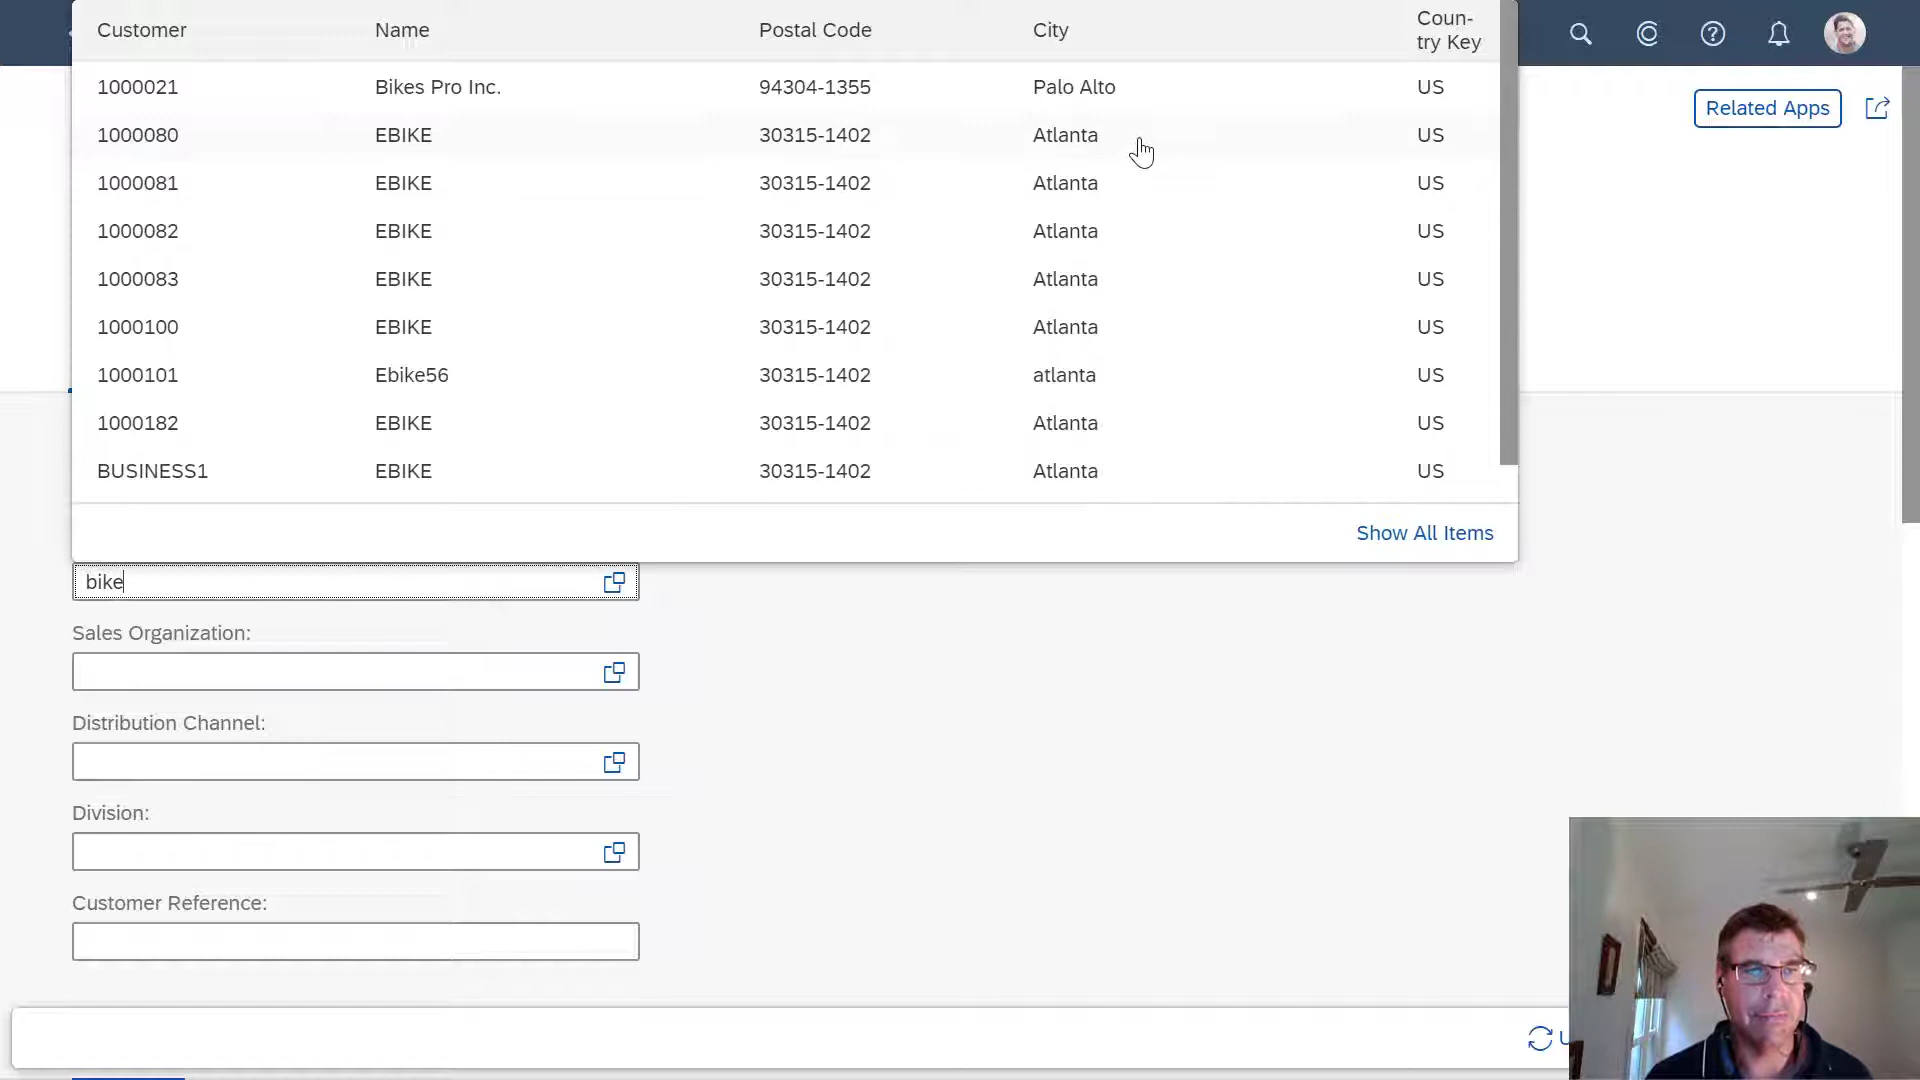 Customer Name Postal Code City Coun-
try Key
1000021 Bikes Pro Inc. 94304-1355 Palo Alto US
1000080 EBIKE 30315-1402 Atlanta US
1000081 EBIKE 30315-1402 Atlanta US
1000082 EBIKE 30315-1402 Atlanta US
1000083 EBIKE 30315-1402 Atlanta US
1000100 EBIKE 30315-1402 Atlanta US
1000101 Ebike56 30315-1402 atlanta US
1000182 EBIKE 30315-1402 Atlanta US
BUSINESS1 EBIKE 30315-1402 Atlanta US
Show All Items
Related Apps
bike
Sales Organization:
Distribution Channel:
Division:
Customer Reference: